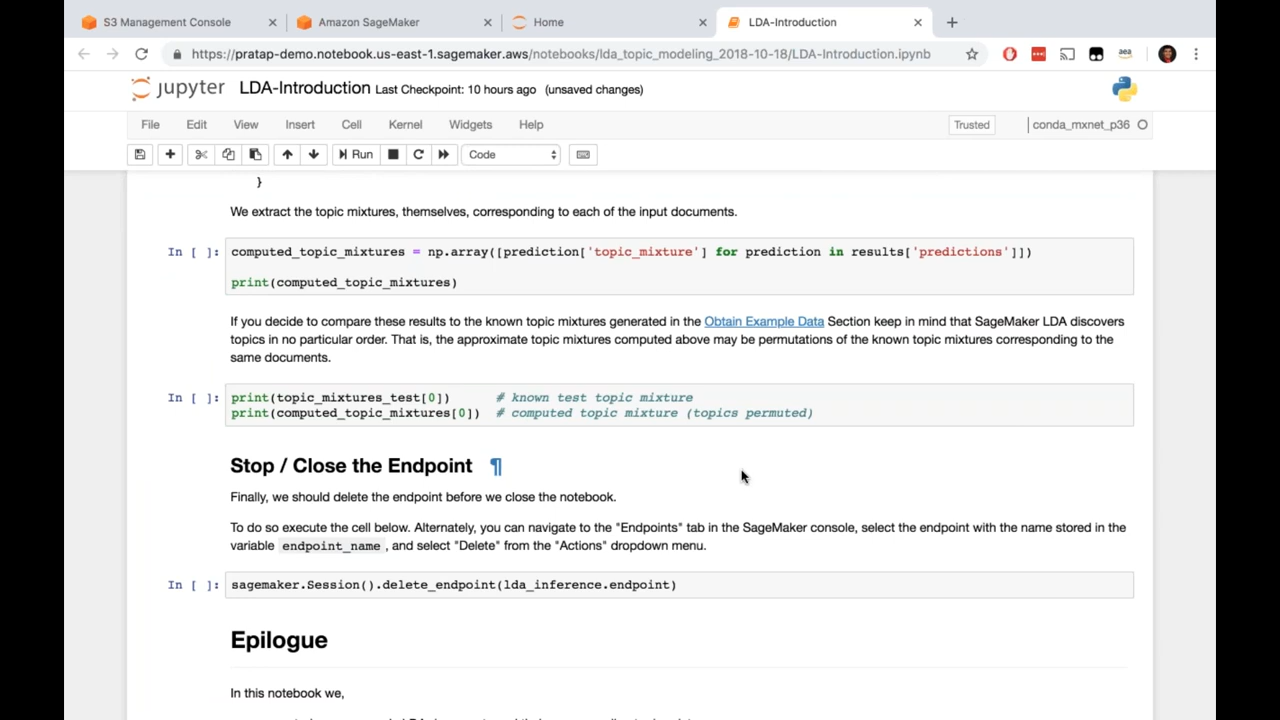 S3 Management Console
Amazon SageMaker
Home
LDA-Introduction
https://pratap-demo.notebook.us-east-1.sagemaker.aws/notebooks/lda_topic_modeling_2018-10-18/LDA-Introduction.ipynb
aea
jupyter LDA-Introduction Last Checkpoint: 10 hours ago (unsaved changes)
File Edit View Insert Cell Kernel Widgets Help Trusted conda_mxnet_p36
Run Code
}
We extract the topic mixtures, themselves, corresponding to each of the input documents.
In [ ]: computed_topic_mixtures = np.array([prediction['topic_mixture'] for prediction in results['predictions']])
print(computed_topic_mixtures)
If you decide to compare these results to the known topic mixtures generated in the Obtain Example Data Section keep in mind that SageMaker LDA discovers
topics in no particular order. That is, the approximate topic mixtures computed above may be permutations of the known topic mixtures corresponding to the
same documents.
In [ ]: print(topic_mixtures_test[0]) # known test topic mixture
print(computed_topic_mixtures[0]) # computed topic mixture (topics permuted)
Stop / Close the Endpoint ¶
Finally, we should delete the endpoint before we close the notebook.
To do so execute the cell below. Alternately, you can navigate to the "Endpoints" tab in the SageMaker console, select the endpoint with the name stored in the
variable endpoint_name , and select "Delete" from the "Actions" dropdown menu.
In [ ]: sagemaker.Session().delete_endpoint(lda_inference.endpoint)
Epilogue
In this notebook we,